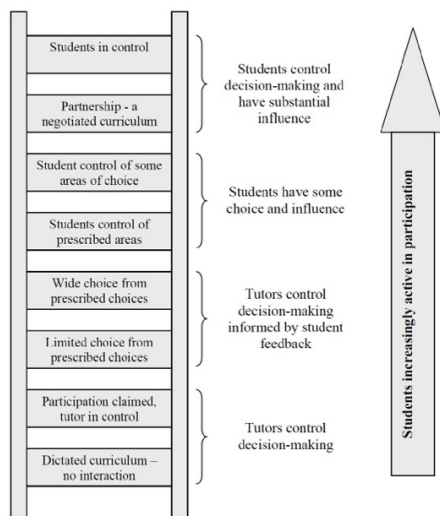 Students in control
Partnership - a
negotiated curriculum
Students control
decision-making and
have substantial
influence
Student control of some
areas of choice
Students control of
prescribed areas
Students have some
choice and influence
Wide choice from
prescribed choices
Limited choice from
prescribed choices
Tutors control
decision-making
informed by student
feedback
Participation claimed,
tutor in control
Dictated curriculum –
no interaction
Tutors control
decision-making
Students increasingly active in participation